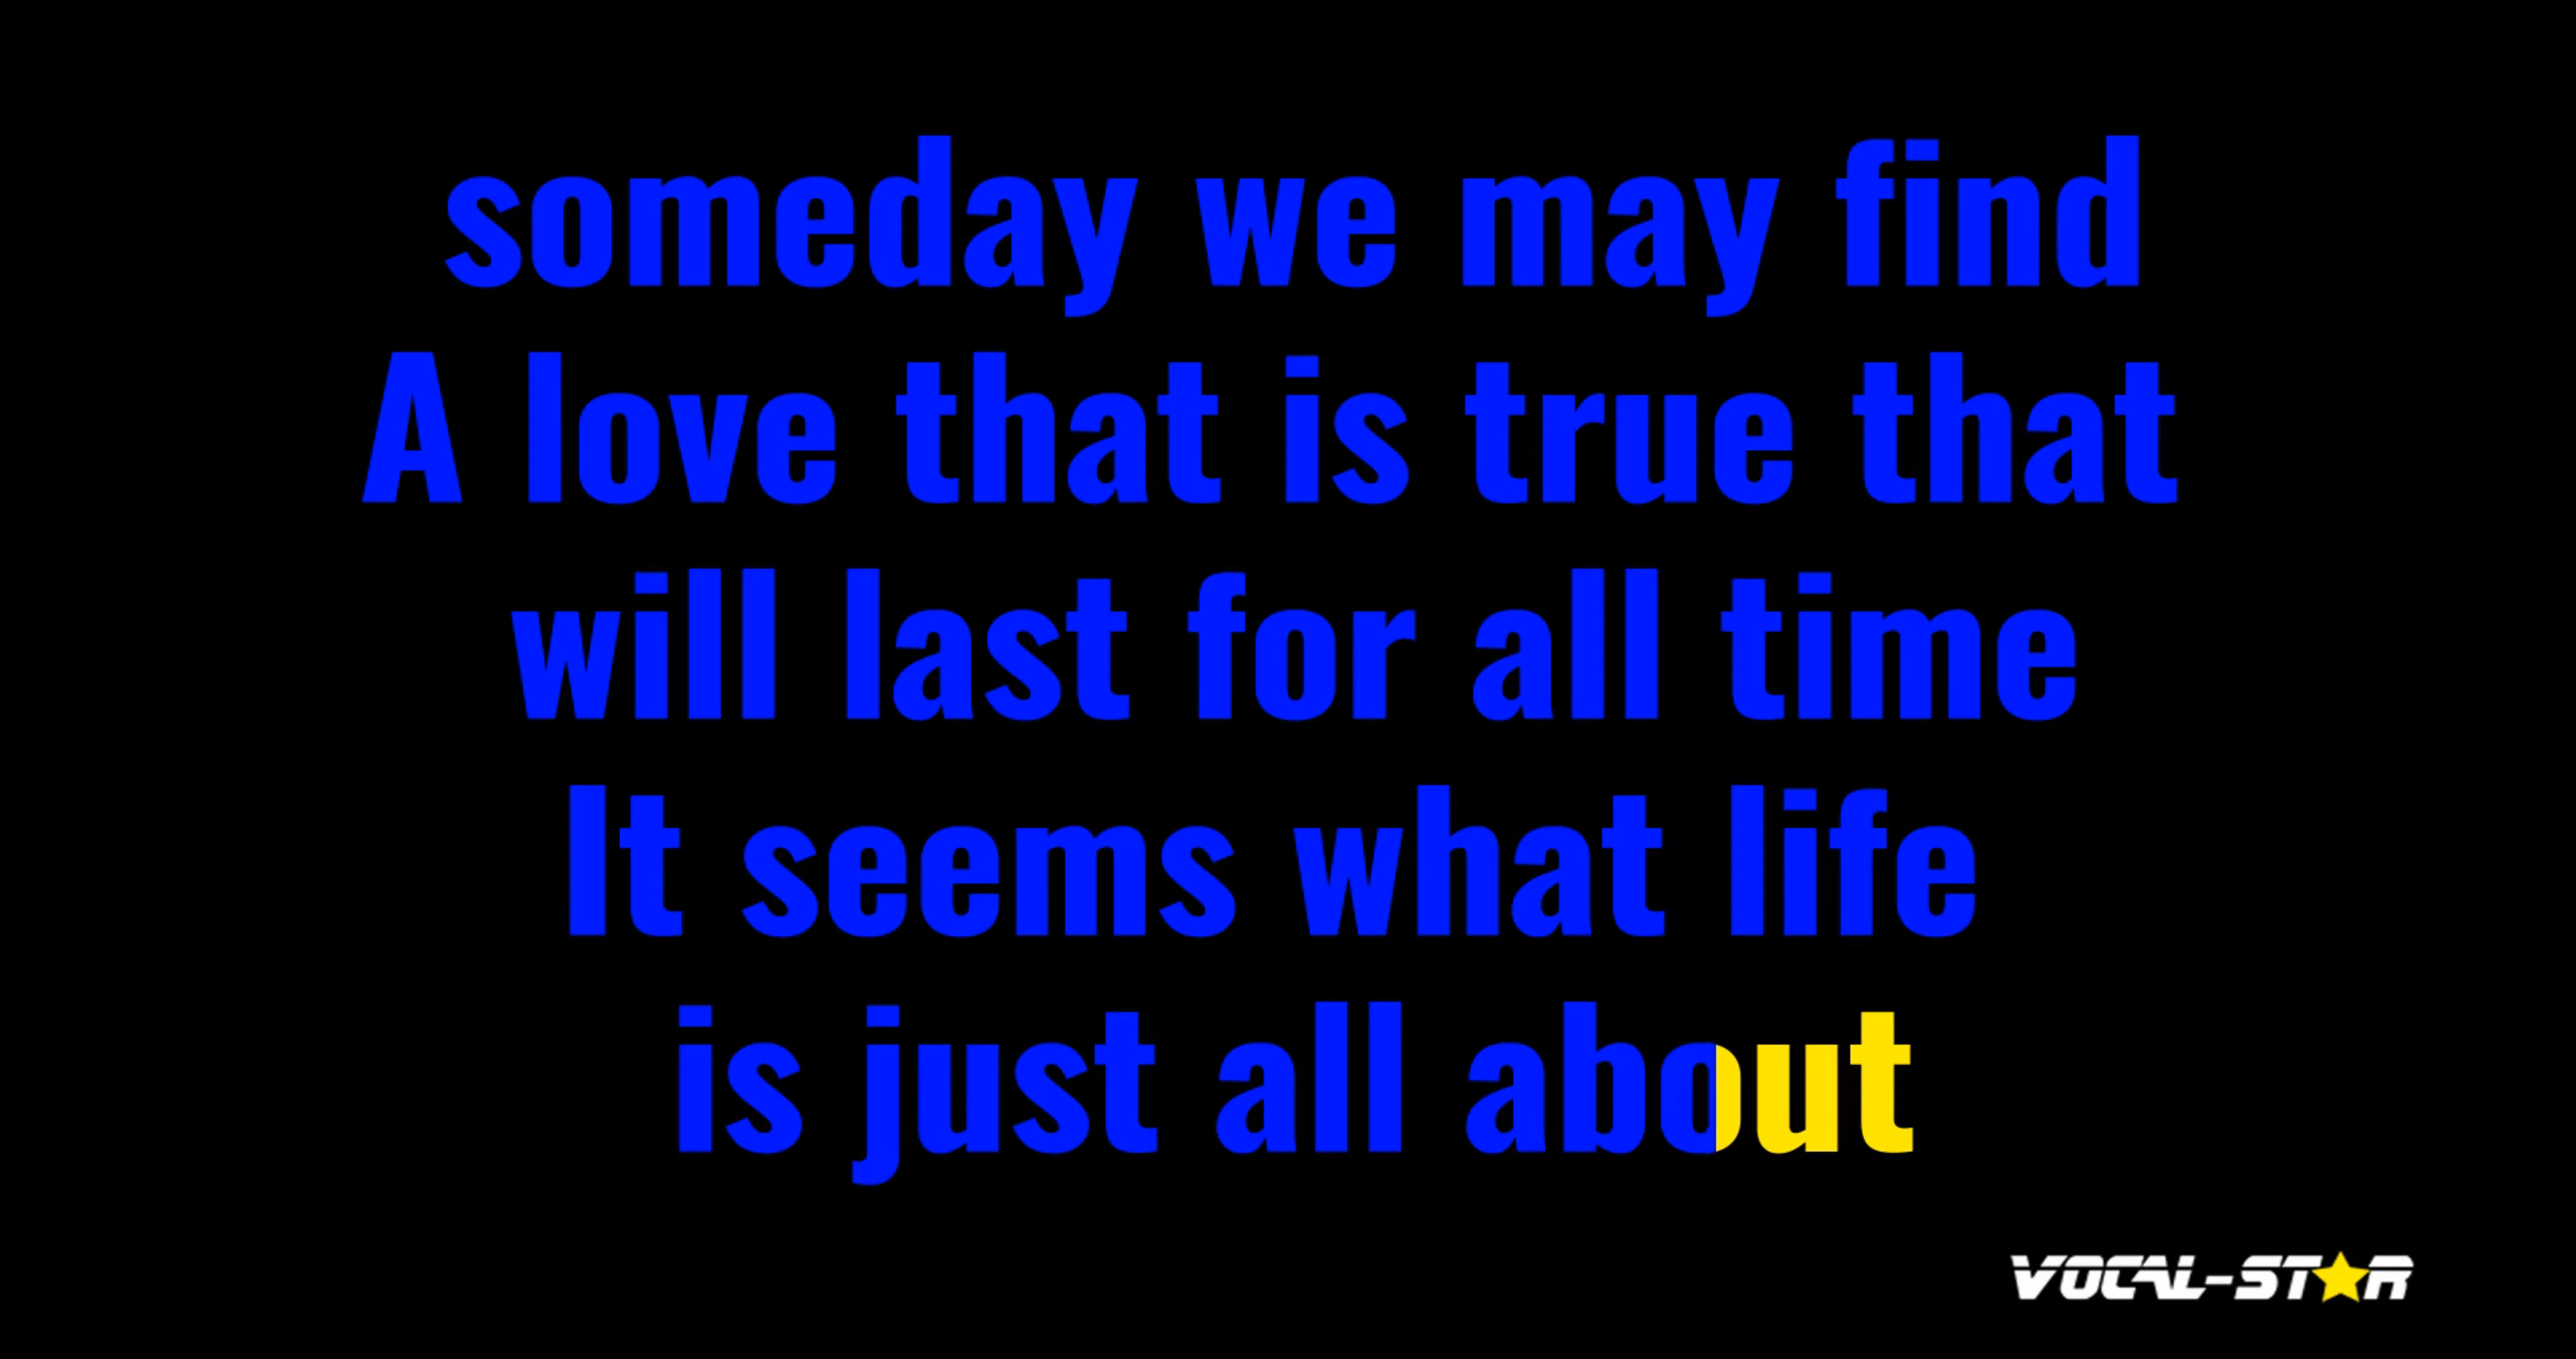 someday we may find
A love that is true that
will last for all time
It seems what life
is just all about
VOCAL-STAR